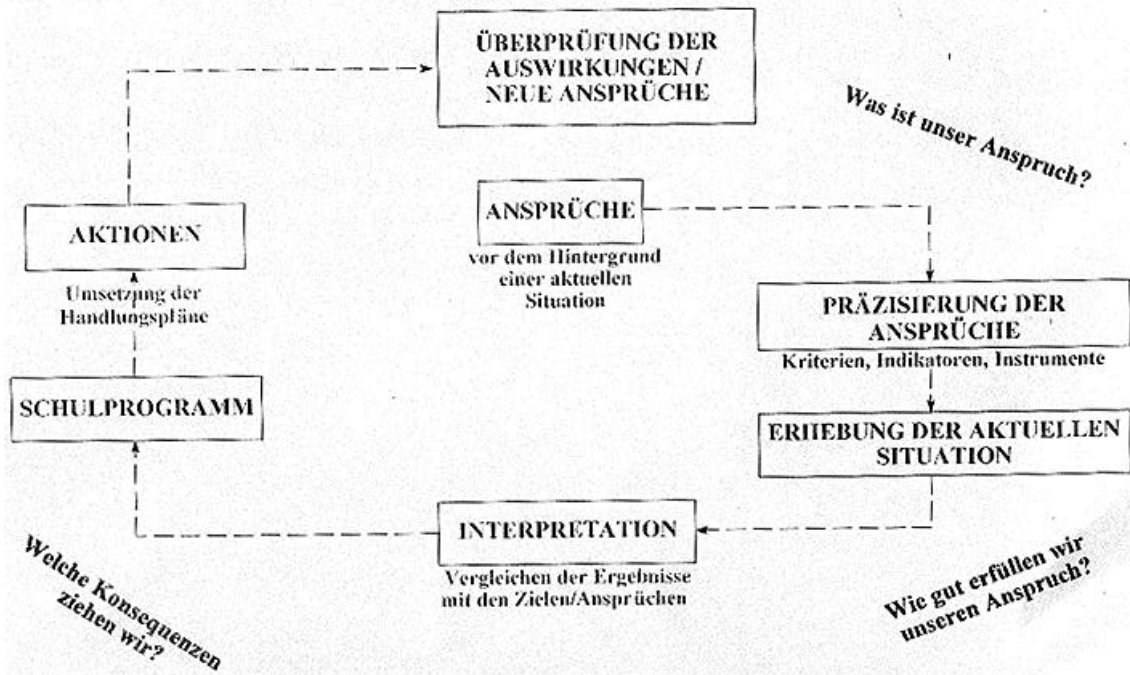 ÜBERPRÜFUNG DER
AUSWIRKUNGEN /
NEUE ANSPRÜCHE
Was ist unser Anspruch?
ANSPRÜCHE
vor dem Hintergrund
einer aktuellen
Situation
AKTIONEN
Umsetzung der
Handlungspläne
PRÄZISIERUNG DER
ANSPRÜCHE
Kriterien, Indikatoren, Instrumente
SCHULPROGRAMM
ERHEBUNG DER AKTUELLEN
SITUATION
INTERPRETATION
Vergleichen der Ergebnisse
mit den Zielen/Ansprüchen
Welche Konsequenzen
ziehen wir?
Wie gut erfüllen wir
unseren Anspruch?